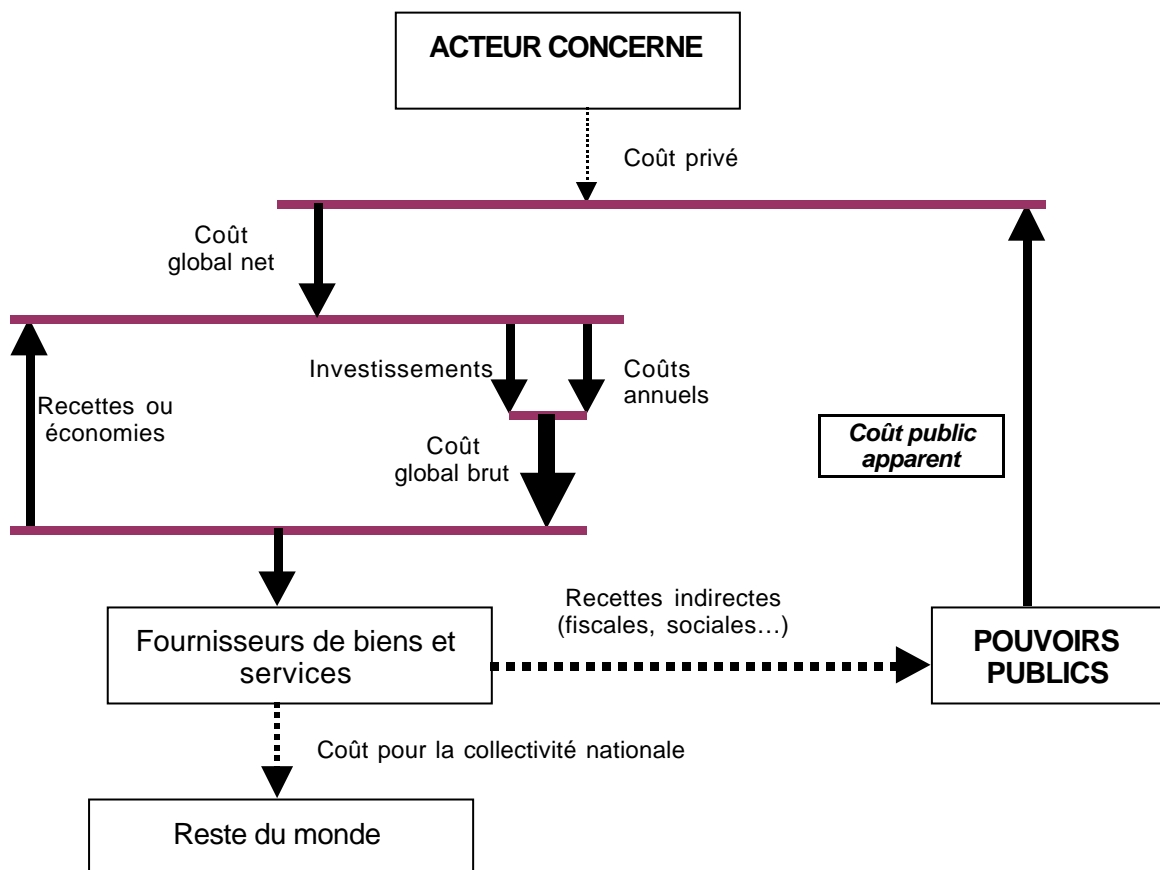 ACTEUR CONCERNE
Coût privé
Coût
global net
Investissements
Coûts
annuels
Recettes ou
économies
Coût
global brut
Coût public
apparent
Recettes indirectes
(fiscales, sociales…)
Fournisseurs de biens et
services
POUVOIRS
PUBLICS
Coût pour la collectivité nationale
Reste du monde